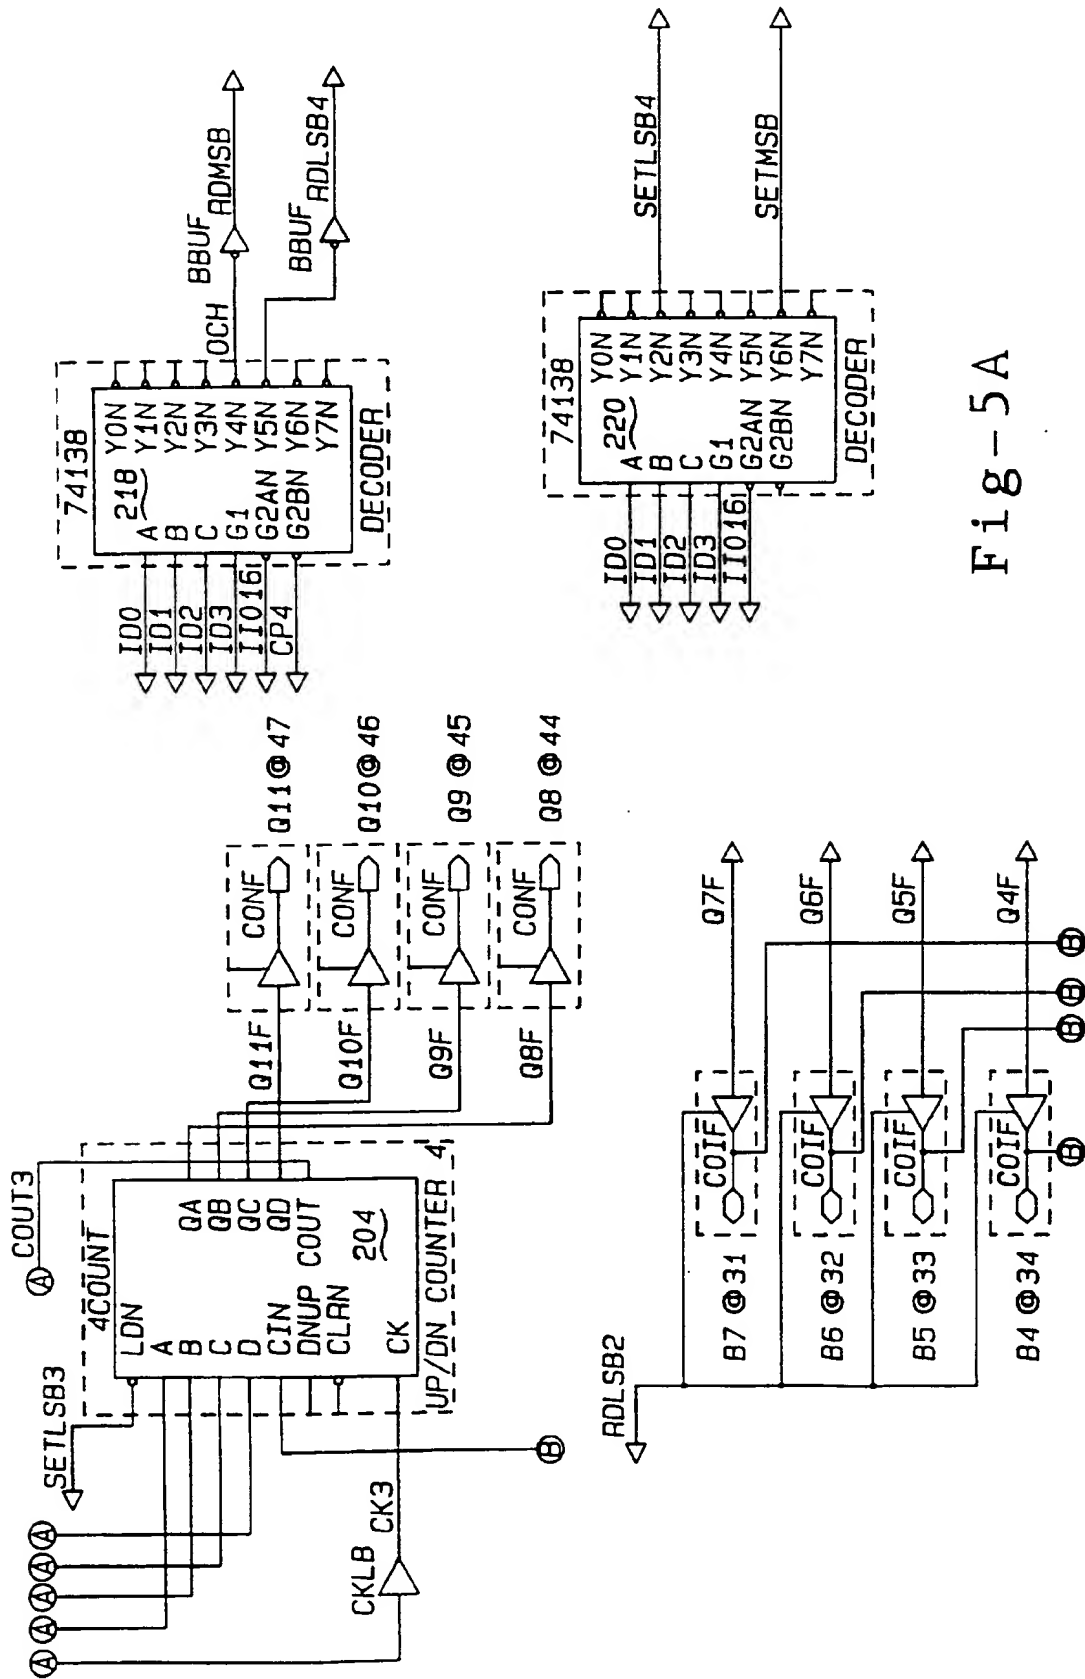 A
A
A
A
A
SETLSB3
CKLB
CK3
B
A
COUT3
4COUNT
LDN
A
B
C
D
CIN
DNUP
CLRN
CK
QA
QB
QC
QD
COUT
204
UP/DN COUNTER 4
Q11F
Q10F
Q9F
Q8F
CONF
CONF
CONF
CONF
Q11@47
Q10@46
Q9@45
Q8@44
ID0
ID1
ID2
ID3
IIO16
CP4
74138
218
A
B
C
G1
G2AN
G2BN
Y0N
Y1N
Y2N
Y3N
Y4N
Y5N
Y6N
Y7N
DECODER
OCH
BBUF
RDMSB
BBUF
RDLSB4
RDLSB2
B7@31
B6@32
B5@33
B4@34
COIF
COIF
COIF
COIF
Q7F
Q6F
Q5F
Q4F
B
B
B
B
ID0
ID1
ID2
ID3
IIO16
74138
220
A
B
C
G1
G2AN
G2BN
Y0N
Y1N
Y2N
Y3N
Y4N
Y5N
Y6N
Y7N
DECODER
SETLSB4
SETMSB
Fig-5A